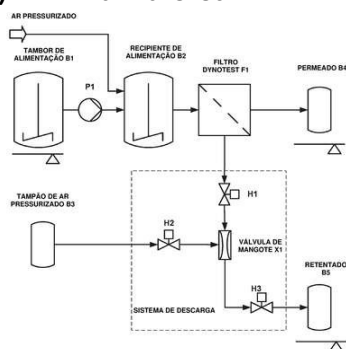 AR PRESSURIZADO
TAMBOR DE
ALIMENTAÇÃO B1
P1
RECIPIENTE DE
ALIMENTAÇÃO B2
FILTRO
DYNOTEST F1
PERMEADO B4
H1
TAMPÃO DE AR
PRESSURIZADO B3
H2
VÁLVULA DE
MANGOTE X1
H3
RETENTADO
B5
SISTEMA DE DESCARGA